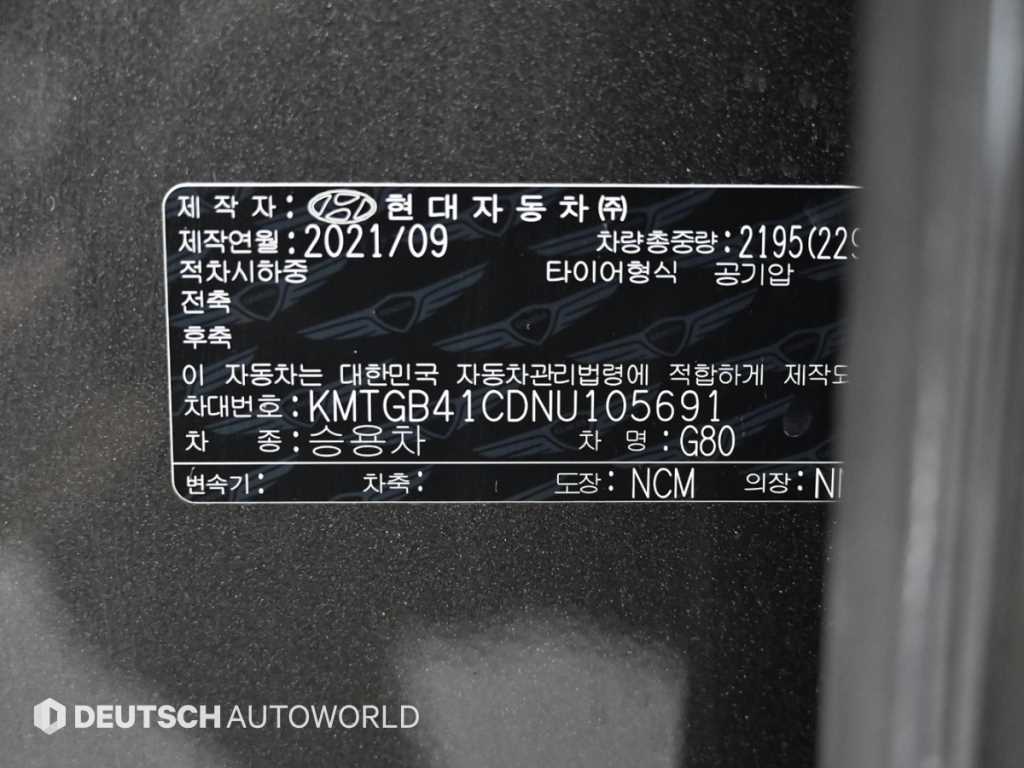 제 작 자 : 현 대 자 동 차 ㈜
제작연월 : 2021/09 차량총중량 : 2195(229
적차시하중 타이어형식 공기압
전축
후축
이 자동차는 대한민국 자동차관리법령에 적합하게 제작되
차대번호 : KMTGB41CDNU105691
차 종 : 승용차 차 명 : G80
변속기 : 차축 : 도장 : NCM 의장 :
DEUTSCH AUTOWORLD